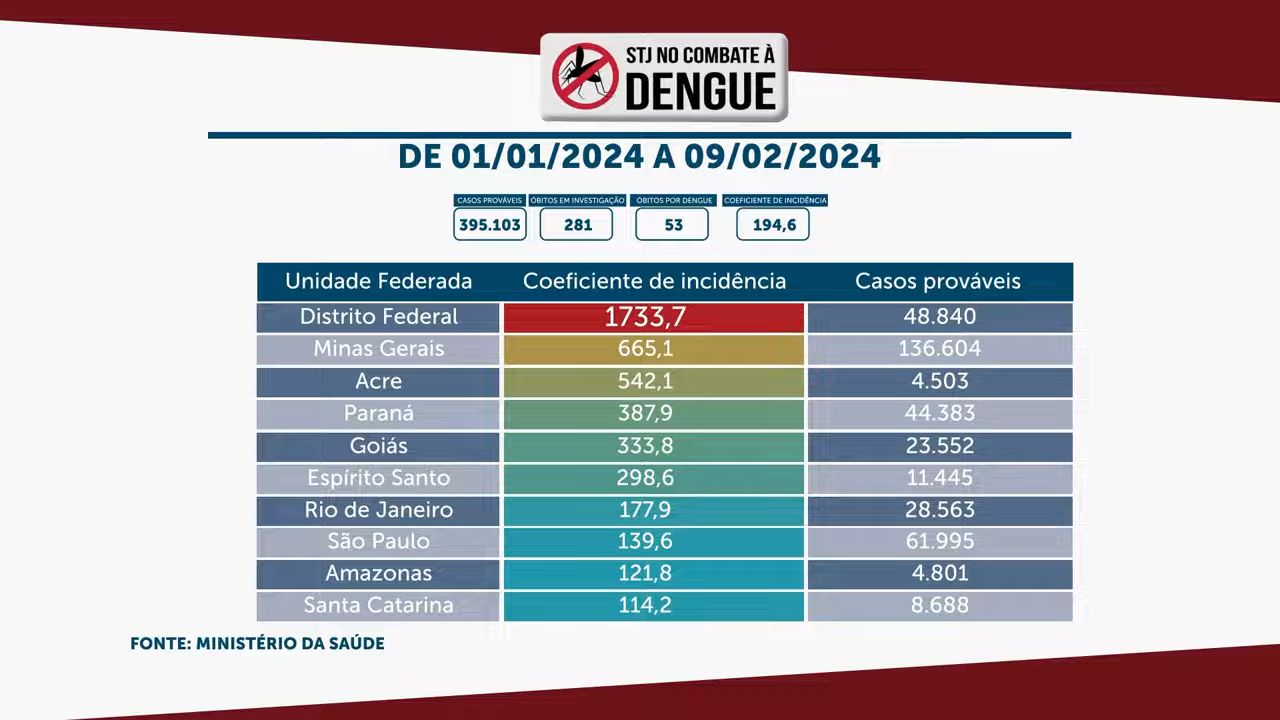 STJ NO COMBATE À
DENGUE
DE 01/01/2024 A 09/02/2024
CASOS PROVÁVEIS ÓBITOS EM INVESTIGAÇÃO ÓBITOS POR DENGUE COEFICIENTE DE INCIDÊNCIA
395.103 281 53 194,6
Unidade Federada Coeficiente de incidência Casos prováveis
Distrito Federal 1733,7 48.840
Minas Gerais 665,1 136.604
Acre 542,1 4.503
Paraná 387,9 44.383
Goiás 333,8 23.552
Espírito Santo 298,6 11.445
Rio de Janeiro 177,9 28.563
São Paulo 139,6 61.995
Amazonas 121,8 4.801
Santa Catarina 114,2 8.688
FONTE: MINISTÉRIO DA SAÚDE